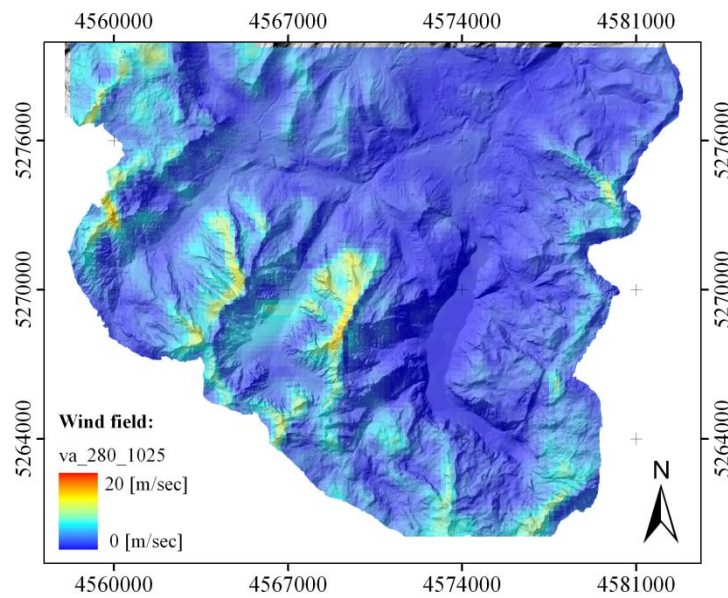 4560000 4567000 4574000 4581000
5276000 5276000
5270000 5270000
5264000 5264000
Wind field:
va_280_1025
20 [m/sec]
0 [m/sec]
N
4560000 4567000 4574000 4581000